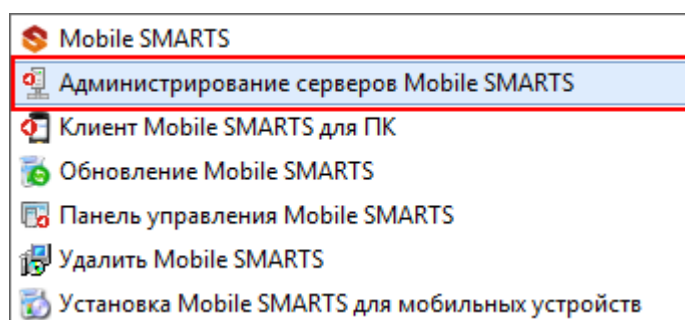 Mobile SMARTS
Администрирование серверов Mobile SMARTS
Клиент Mobile SMARTS для ПК
Обновление Mobile SMARTS
Панель управления Mobile SMARTS
Удалить Mobile SMARTS
Установка Mobile SMARTS для мобильных устройств